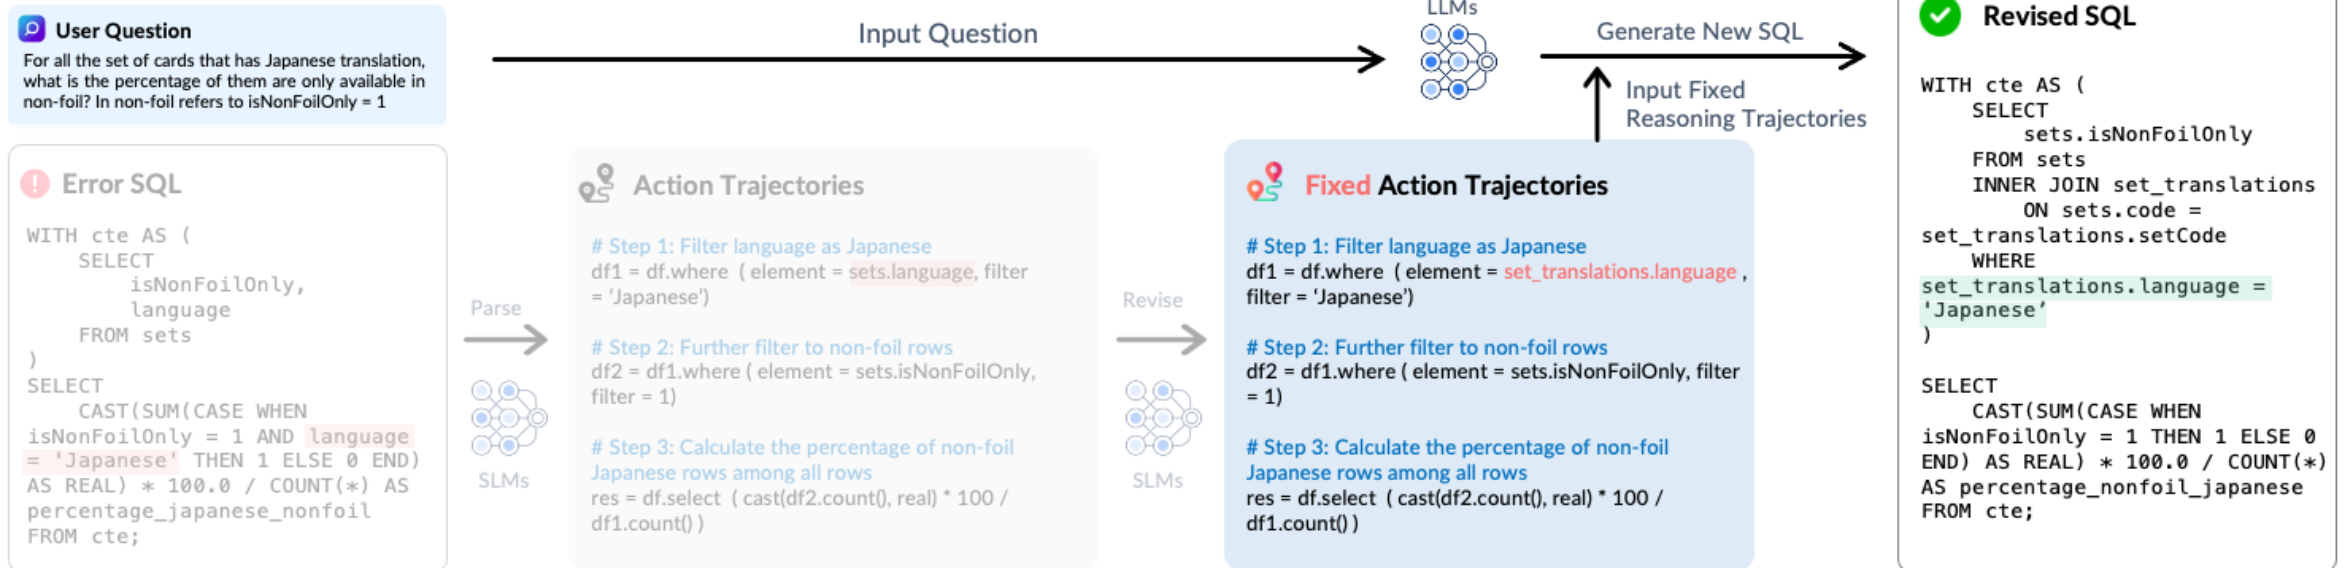 User Question
For all the set of cards that has Japanese translation,
what is the percentage of them are only available in
non-foil? In non-foil refers to isNonFoilOnly = 1
Input Question
LLMs
Generate New SQL
Input Fixed
Reasoning Trajectories
Error SQL
WITH cte AS (
    SELECT
        isNonFoilOnly,
        language
    FROM sets
)
SELECT
    CAST(SUM(CASE WHEN
isNonFoilOnly = 1 AND language
= 'Japanese' THEN 1 ELSE 0 END)
AS REAL) * 100.0 / COUNT(*) AS
percentage_japanese_nonfoil
FROM cte;
Parse
SLMs
Action Trajectories
# Step 1: Filter language as Japanese
df1 = df.where ( element = sets.language, filter
= ‘Japanese’)
# Step 2: Further filter to non-foil rows
df2 = df1.where ( element = sets.isNonFoilOnly,
filter = 1)
# Step 3: Calculate the percentage of non-foil
Japanese rows among all rows
res = df.select ( cast(df2.count(), real) * 100 /
df1.count() )
Revise
SLMs
Fixed Action Trajectories
# Step 1: Filter language as Japanese
df1 = df.where ( element = set_translations.language ,
filter = ‘Japanese’)
# Step 2: Further filter to non-foil rows
df2 = df1.where ( element = sets.isNonFoilOnly, filter
= 1)
# Step 3: Calculate the percentage of non-foil
Japanese rows among all rows
res = df.select ( cast(df2.count(), real) * 100 /
df1.count() )
Revised SQL
WITH cte AS (
    SELECT
        sets.isNonFoilOnly
    FROM sets
    INNER JOIN set_translations
        ON sets.code =
set_translations.setCode
    WHERE
set_translations.language =
'Japanese’
)
SELECT
    CAST(SUM(CASE WHEN
isNonFoilOnly = 1 THEN 1 ELSE 0
END) AS REAL) * 100.0 / COUNT(*)
AS percentage_nonfoil_japanese
FROM cte;